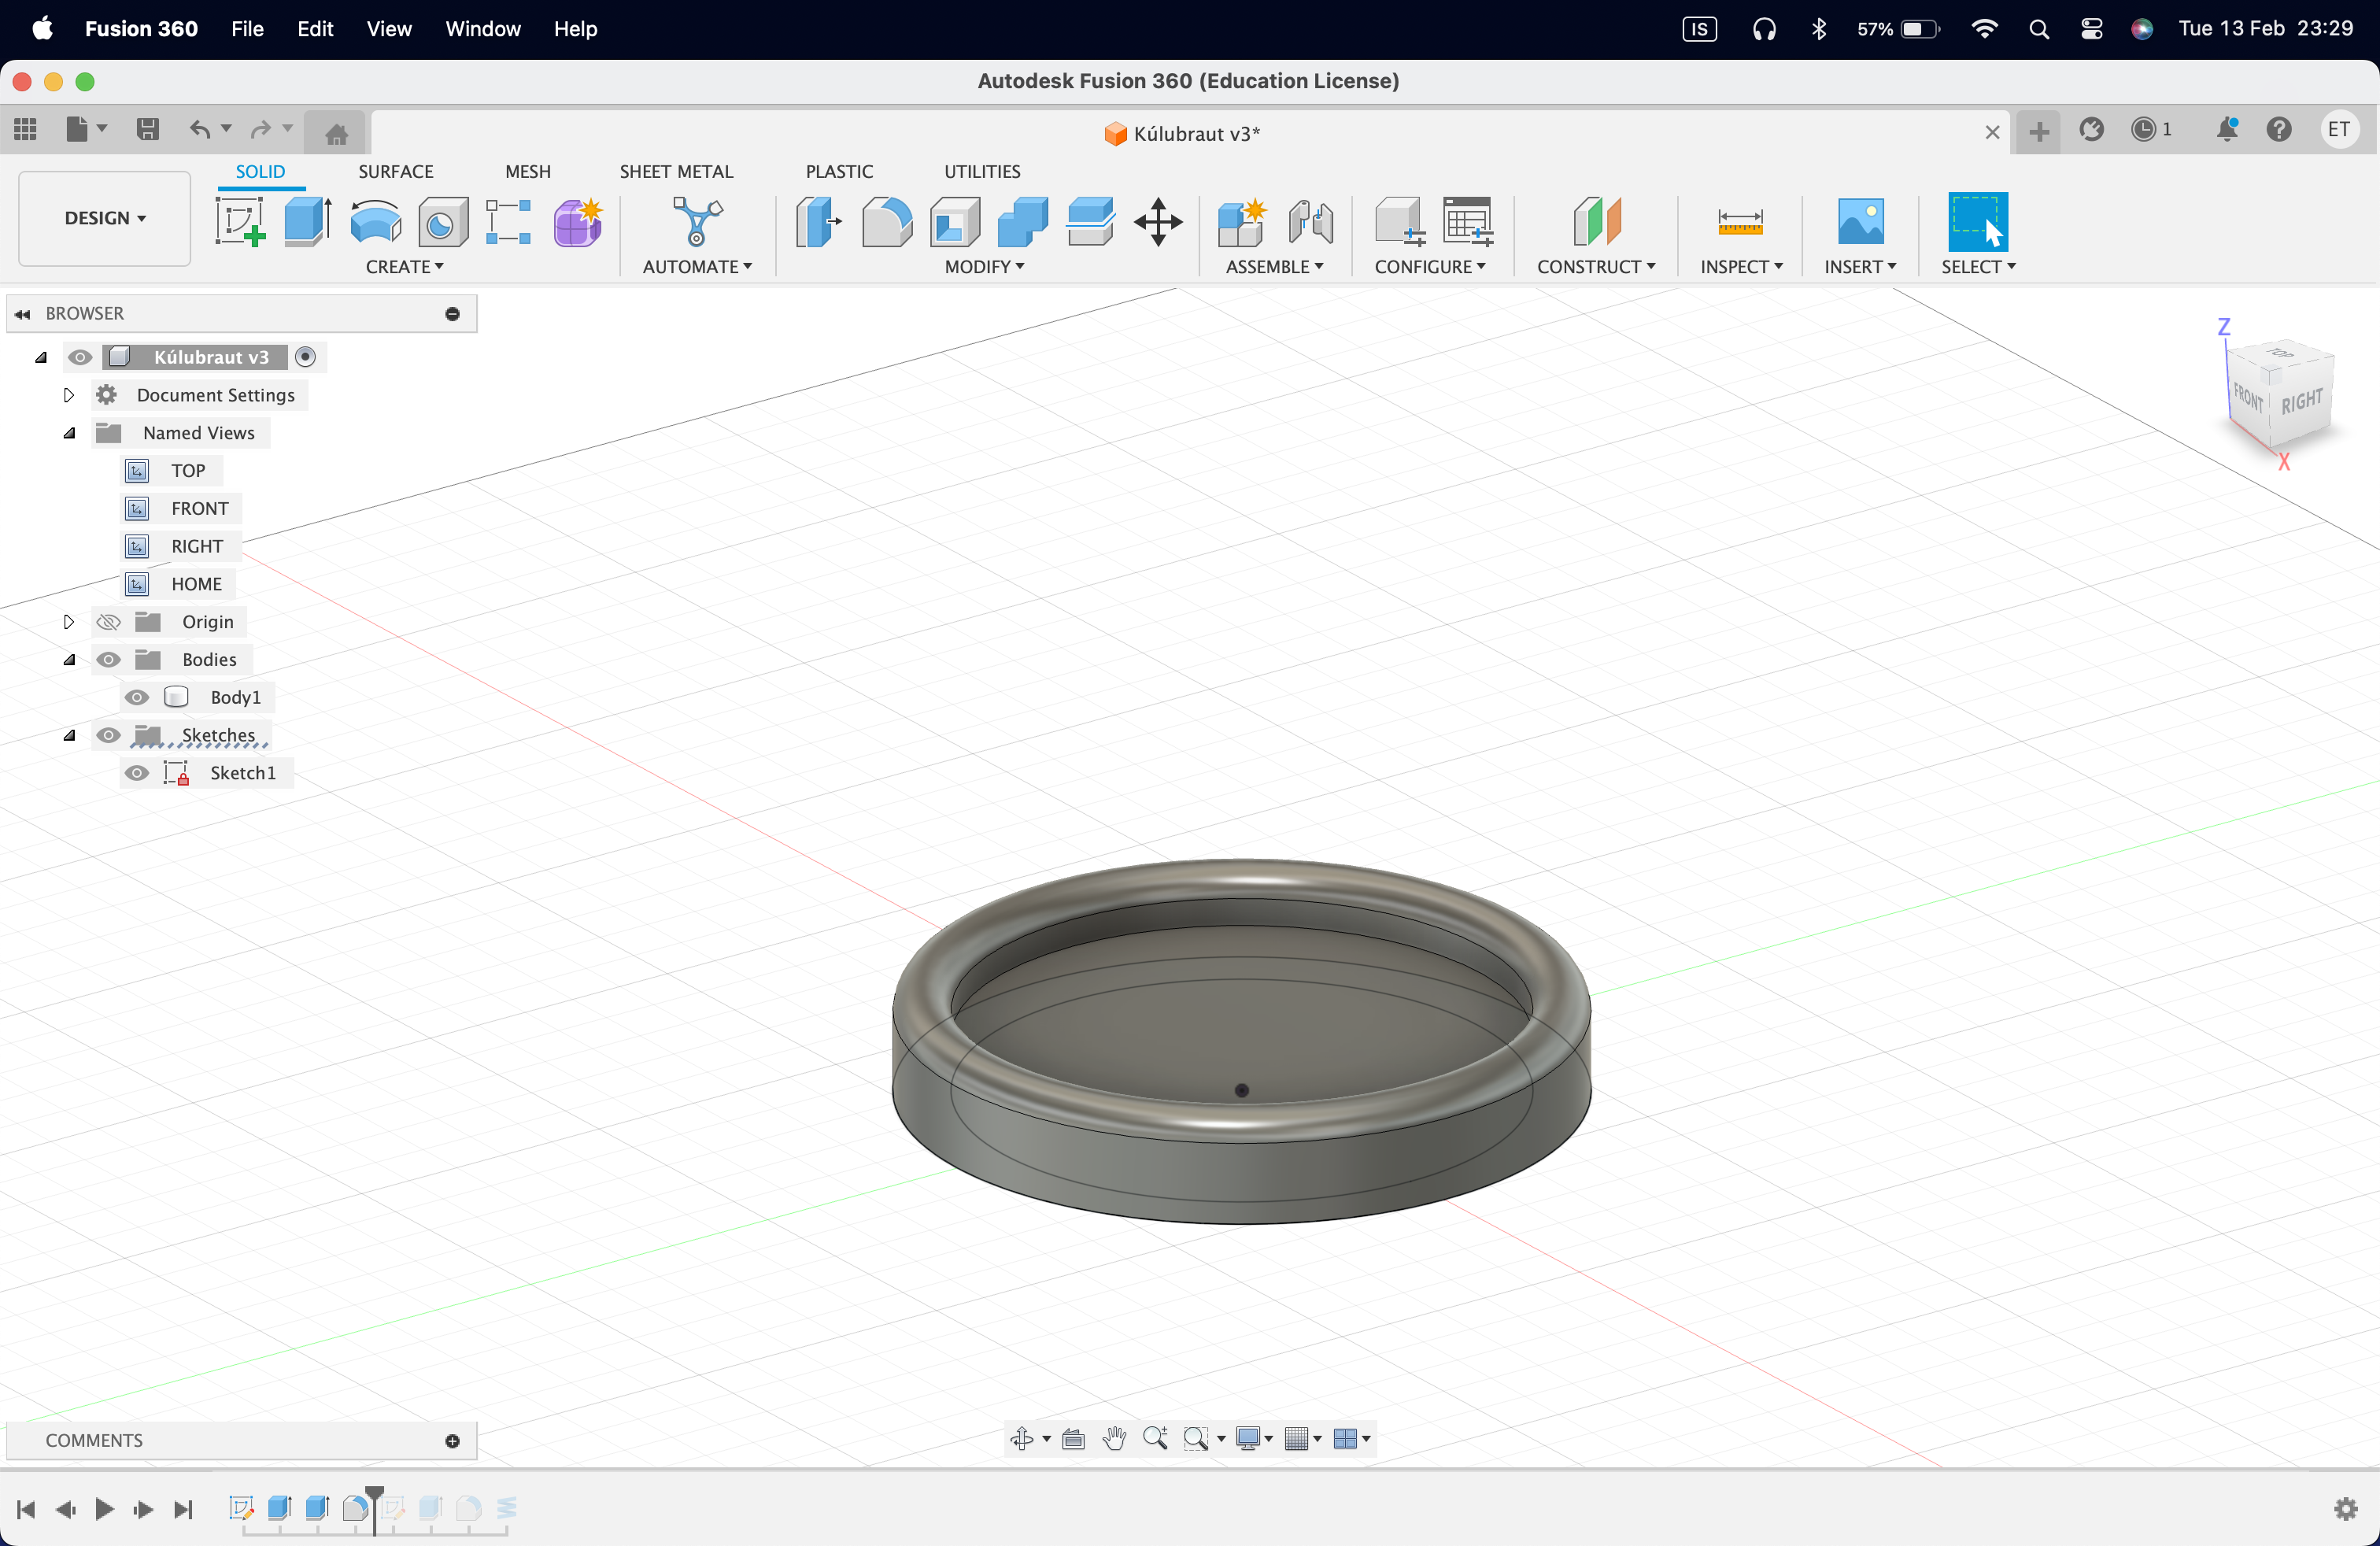 Fusion 360 File Edit View Window Help IS 57% Tue 13 Feb 23:29
Autodesk Fusion 360 (Education License)
Kúlubraut v3* 1 ET
SOLID SURFACE MESH SHEET METAL PLASTIC UTILITIES
DESIGN
CREATE AUTOMATE MODIFY ASSEMBLE CONFIGURE CONSTRUCT INSPECT INSERT SELECT
BROWSER
Kúlubraut v3
Document Settings
Named Views
TOP
FRONT
RIGHT
HOME
Origin
Bodies
Body1
Sketches
Sketch1
Z
TOP
FRONT RIGHT
X
COMMENTS